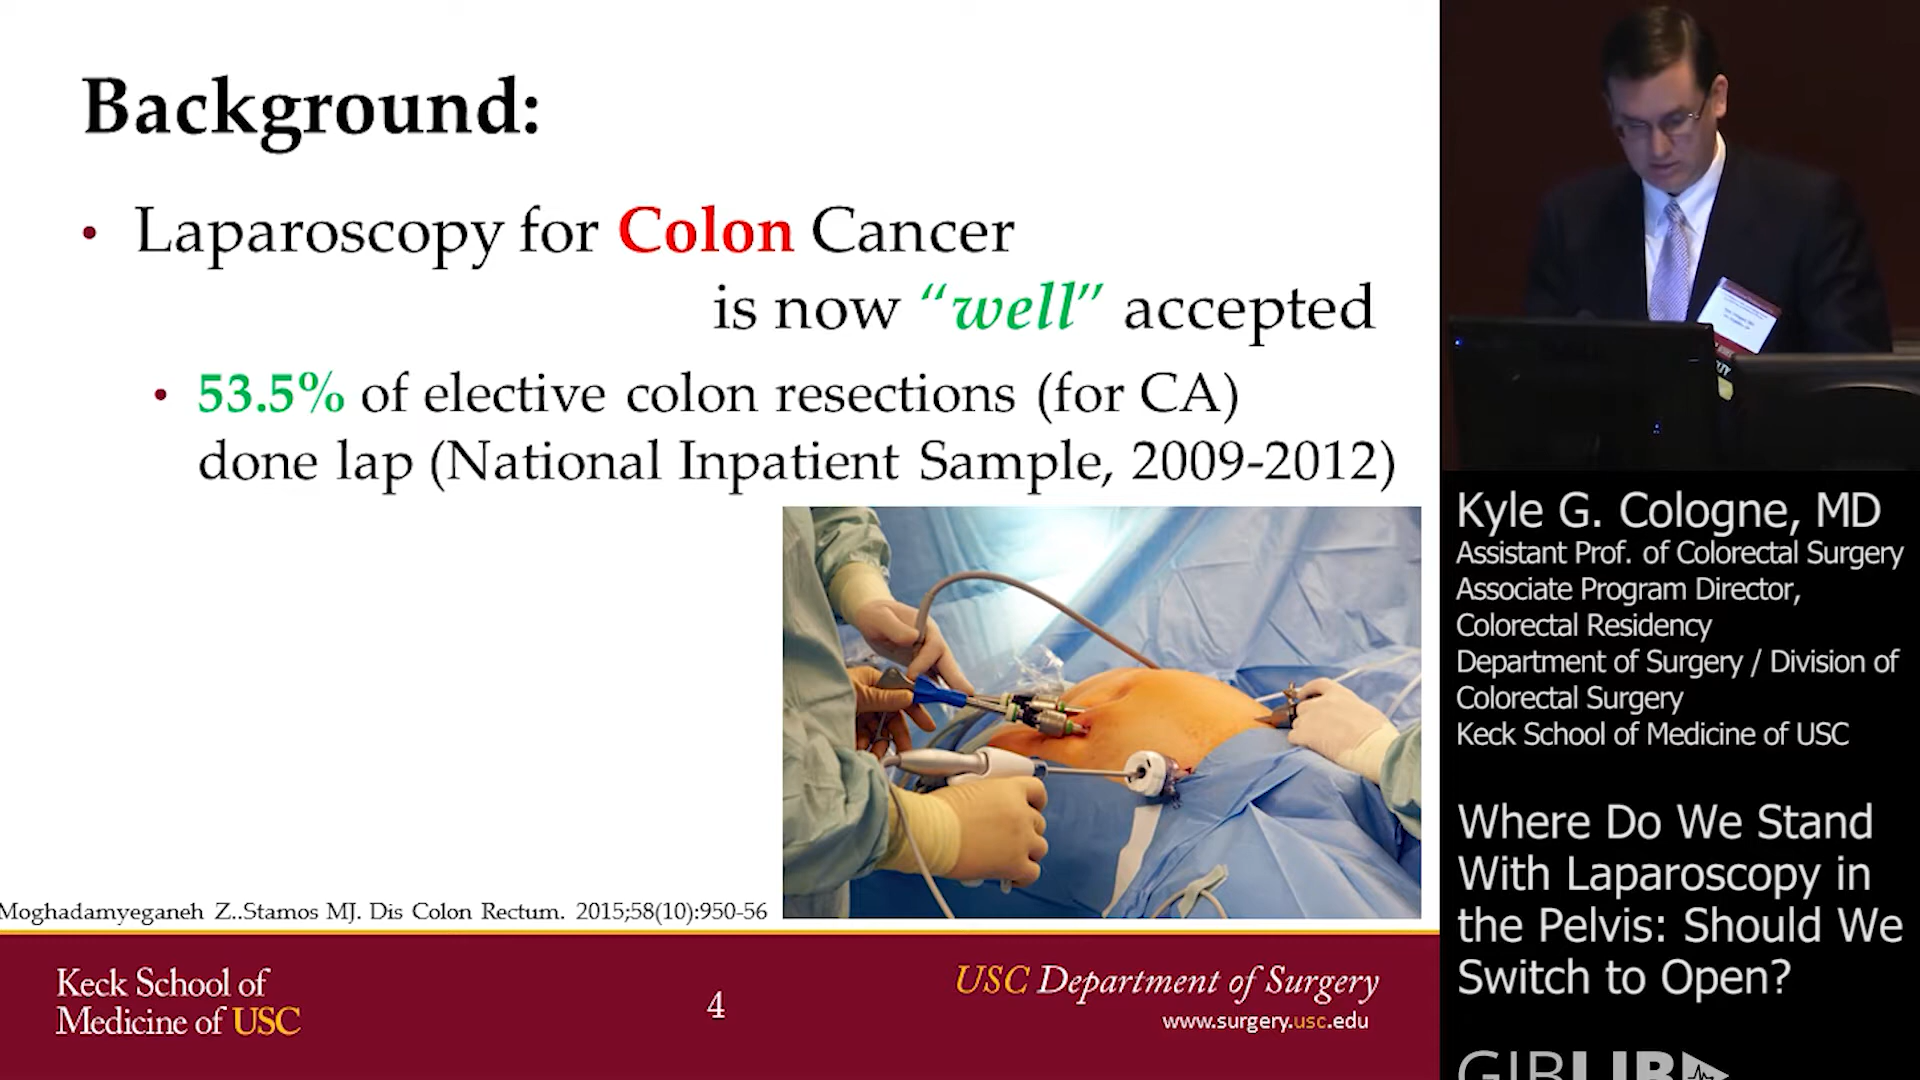 Background:
• Laparoscopy for Colon Cancer
is now “well” accepted
• 53.5% of elective colon resections (for CA)
done lap (National Inpatient Sample, 2009-2012)
Moghadamyeganeh Z..Stamos MJ. Dis Colon Rectum. 2015;58(10):950-56
Keck School of
Medicine of USC
4
USC Department of Surgery
www.surgery.usc.edu
Kyle G. Cologne, MD
Assistant Prof. of Colorectal Surgery
Associate Program Director,
Colorectal Residency
Department of Surgery / Division of
Colorectal Surgery
Keck School of Medicine of USC
Where Do We Stand
With Laparoscopy in
the Pelvis: Should We
Switch to Open?